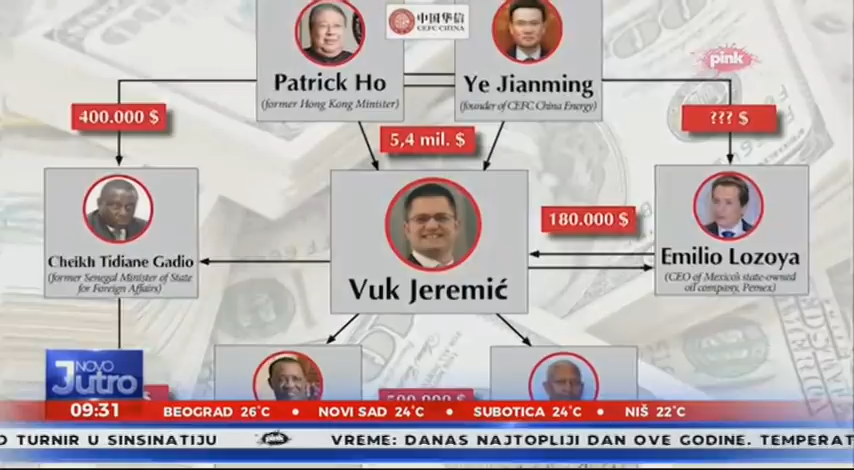 中国华信
CEFC CHINA
pink
Patrick Ho
(former Hong Kong Minister)
Ye Jianming
(founder of CEFC China Energy)
400.000 $
5,4 mil. $
??? $
180.000 $
Cheikh Tidiane Gadio
(former Senegal Minister of State
for Foreign Affairs)
Vuk Jeremić
Emilio Lozoya
(CEO of Mexico's state-owned
oil company, Pemex)
NOVO
Jutro
09:31
BEOGRAD 26°C • NOVI SAD 24°C • SUBOTICA 24°C • NIŠ 22°C
TURNIR U SINSINATIJU pink VREME: DANAS NAJTOPLIJI DAN OVE GODINE.